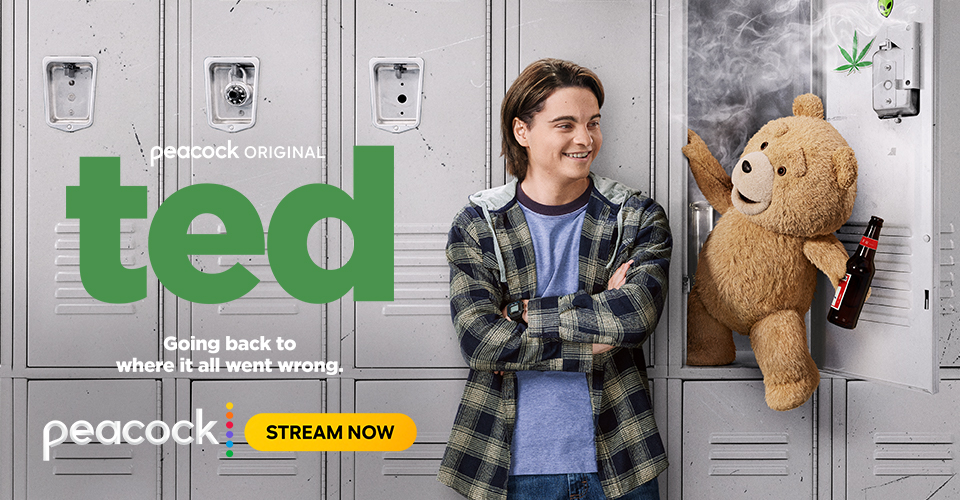 peacock ORIGINAL
ted
Going back to
where it all went wrong.
peacock
STREAM NOW